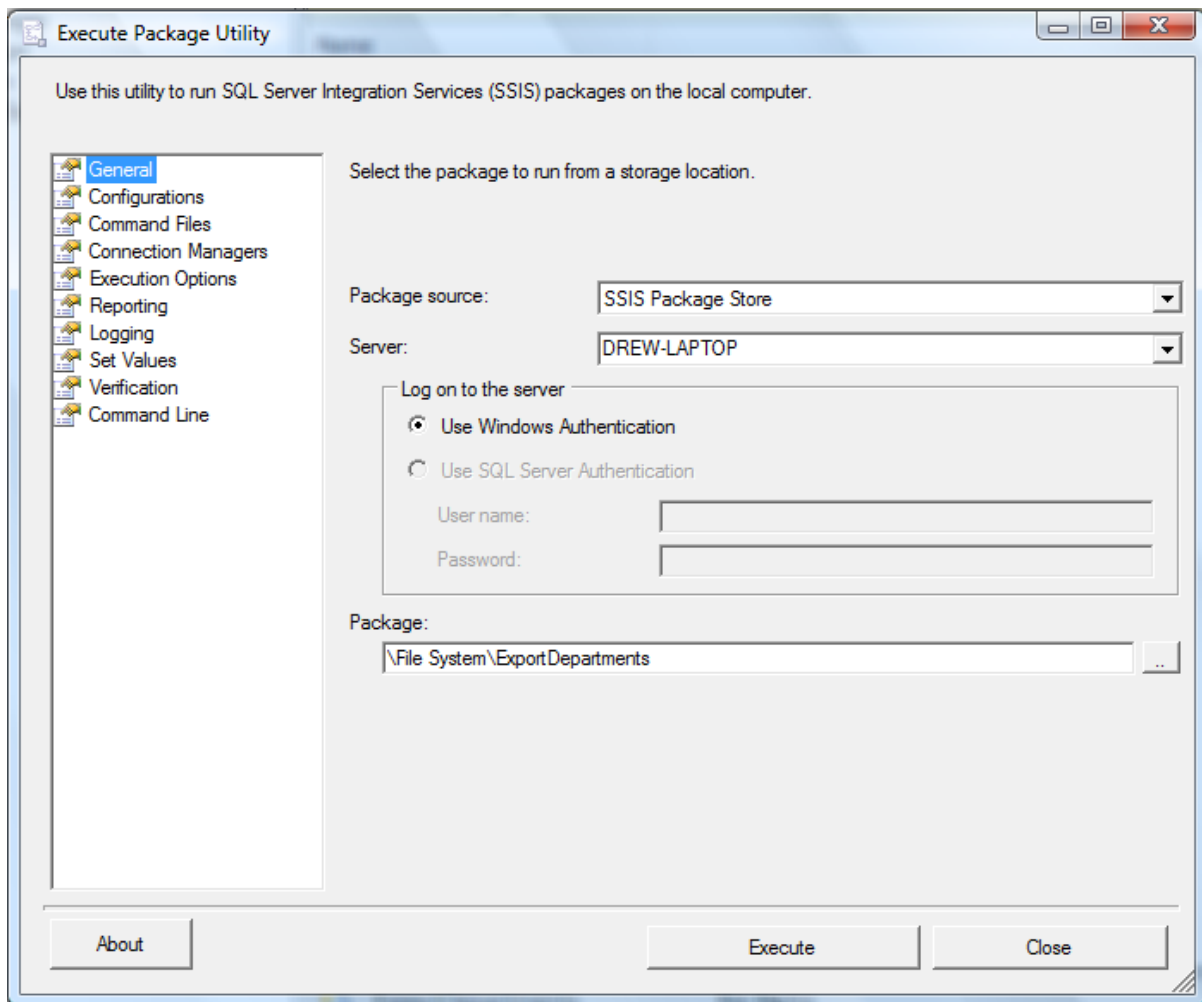 Execute Package Utility
Use this utility to run SQL Server Integration Services (SSIS) packages on the local computer.
General
Configurations
Command Files
Connection Managers
Execution Options
Reporting
Logging
Set Values
Verification
Command Line
Select the package to run from a storage location.
Package source: SSIS Package Store
Server: DREW-LAPTOP
Log on to the server
Use Windows Authentication
Use SQL Server Authentication
User name:
Password:
Package:
\File System\ExportDepartments
..
About
Execute
Close